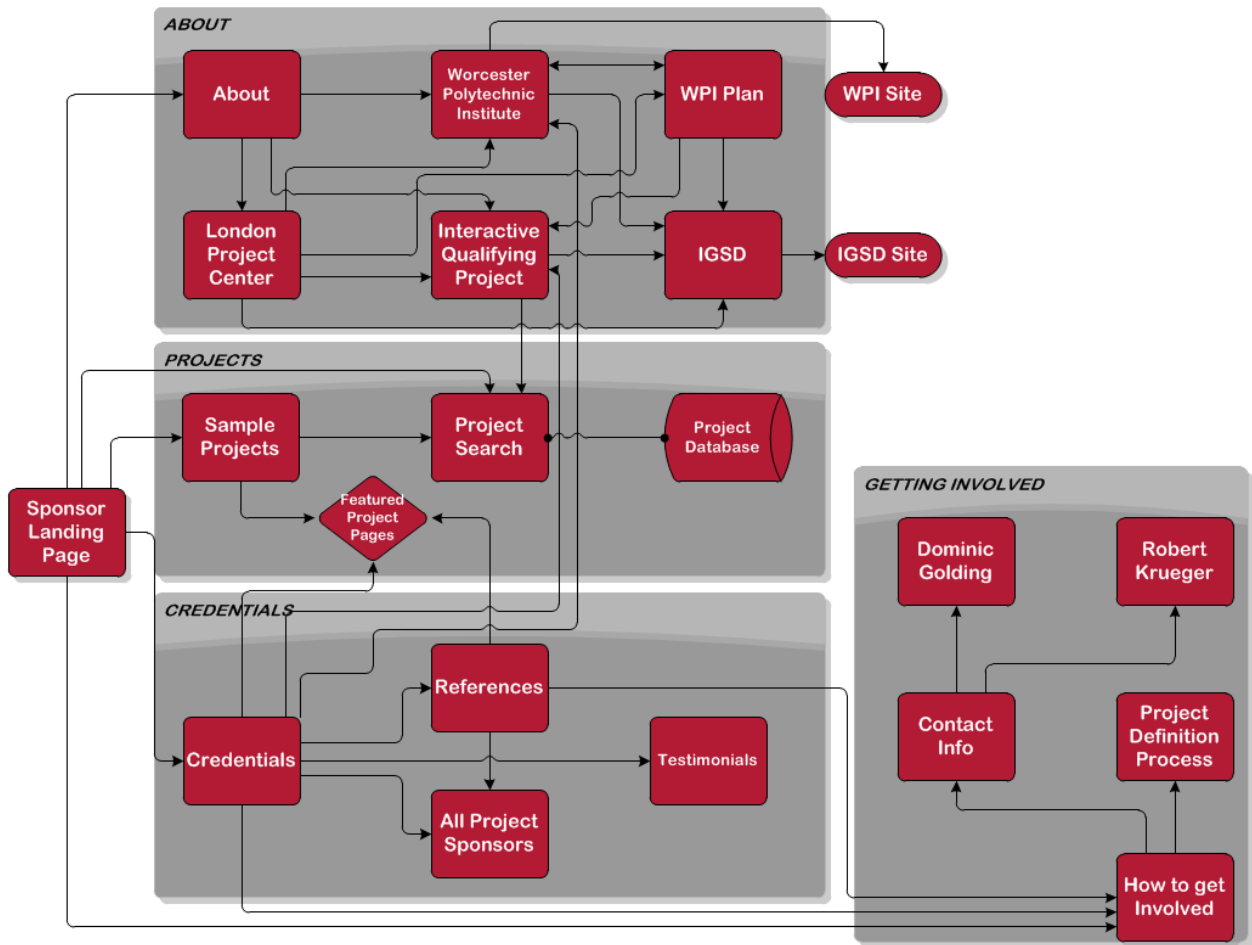 ABOUT
About
Worcester
Polytechnic
Institute
WPI Plan
WPI Site
London
Project
Center
Interactive
Qualifying
Project
IGSD
IGSD Site
PROJECTS
Sample
Projects
Project
Search
Project
Database
Featured
Project
Pages
Sponsor
Landing
Page
CREDENTIALS
References
Credentials
Testimonials
All Project
Sponsors
GETTING INVOLVED
Dominic
Golding
Robert
Krueger
Contact
Info
Project
Definition
Process
How to get
Involved